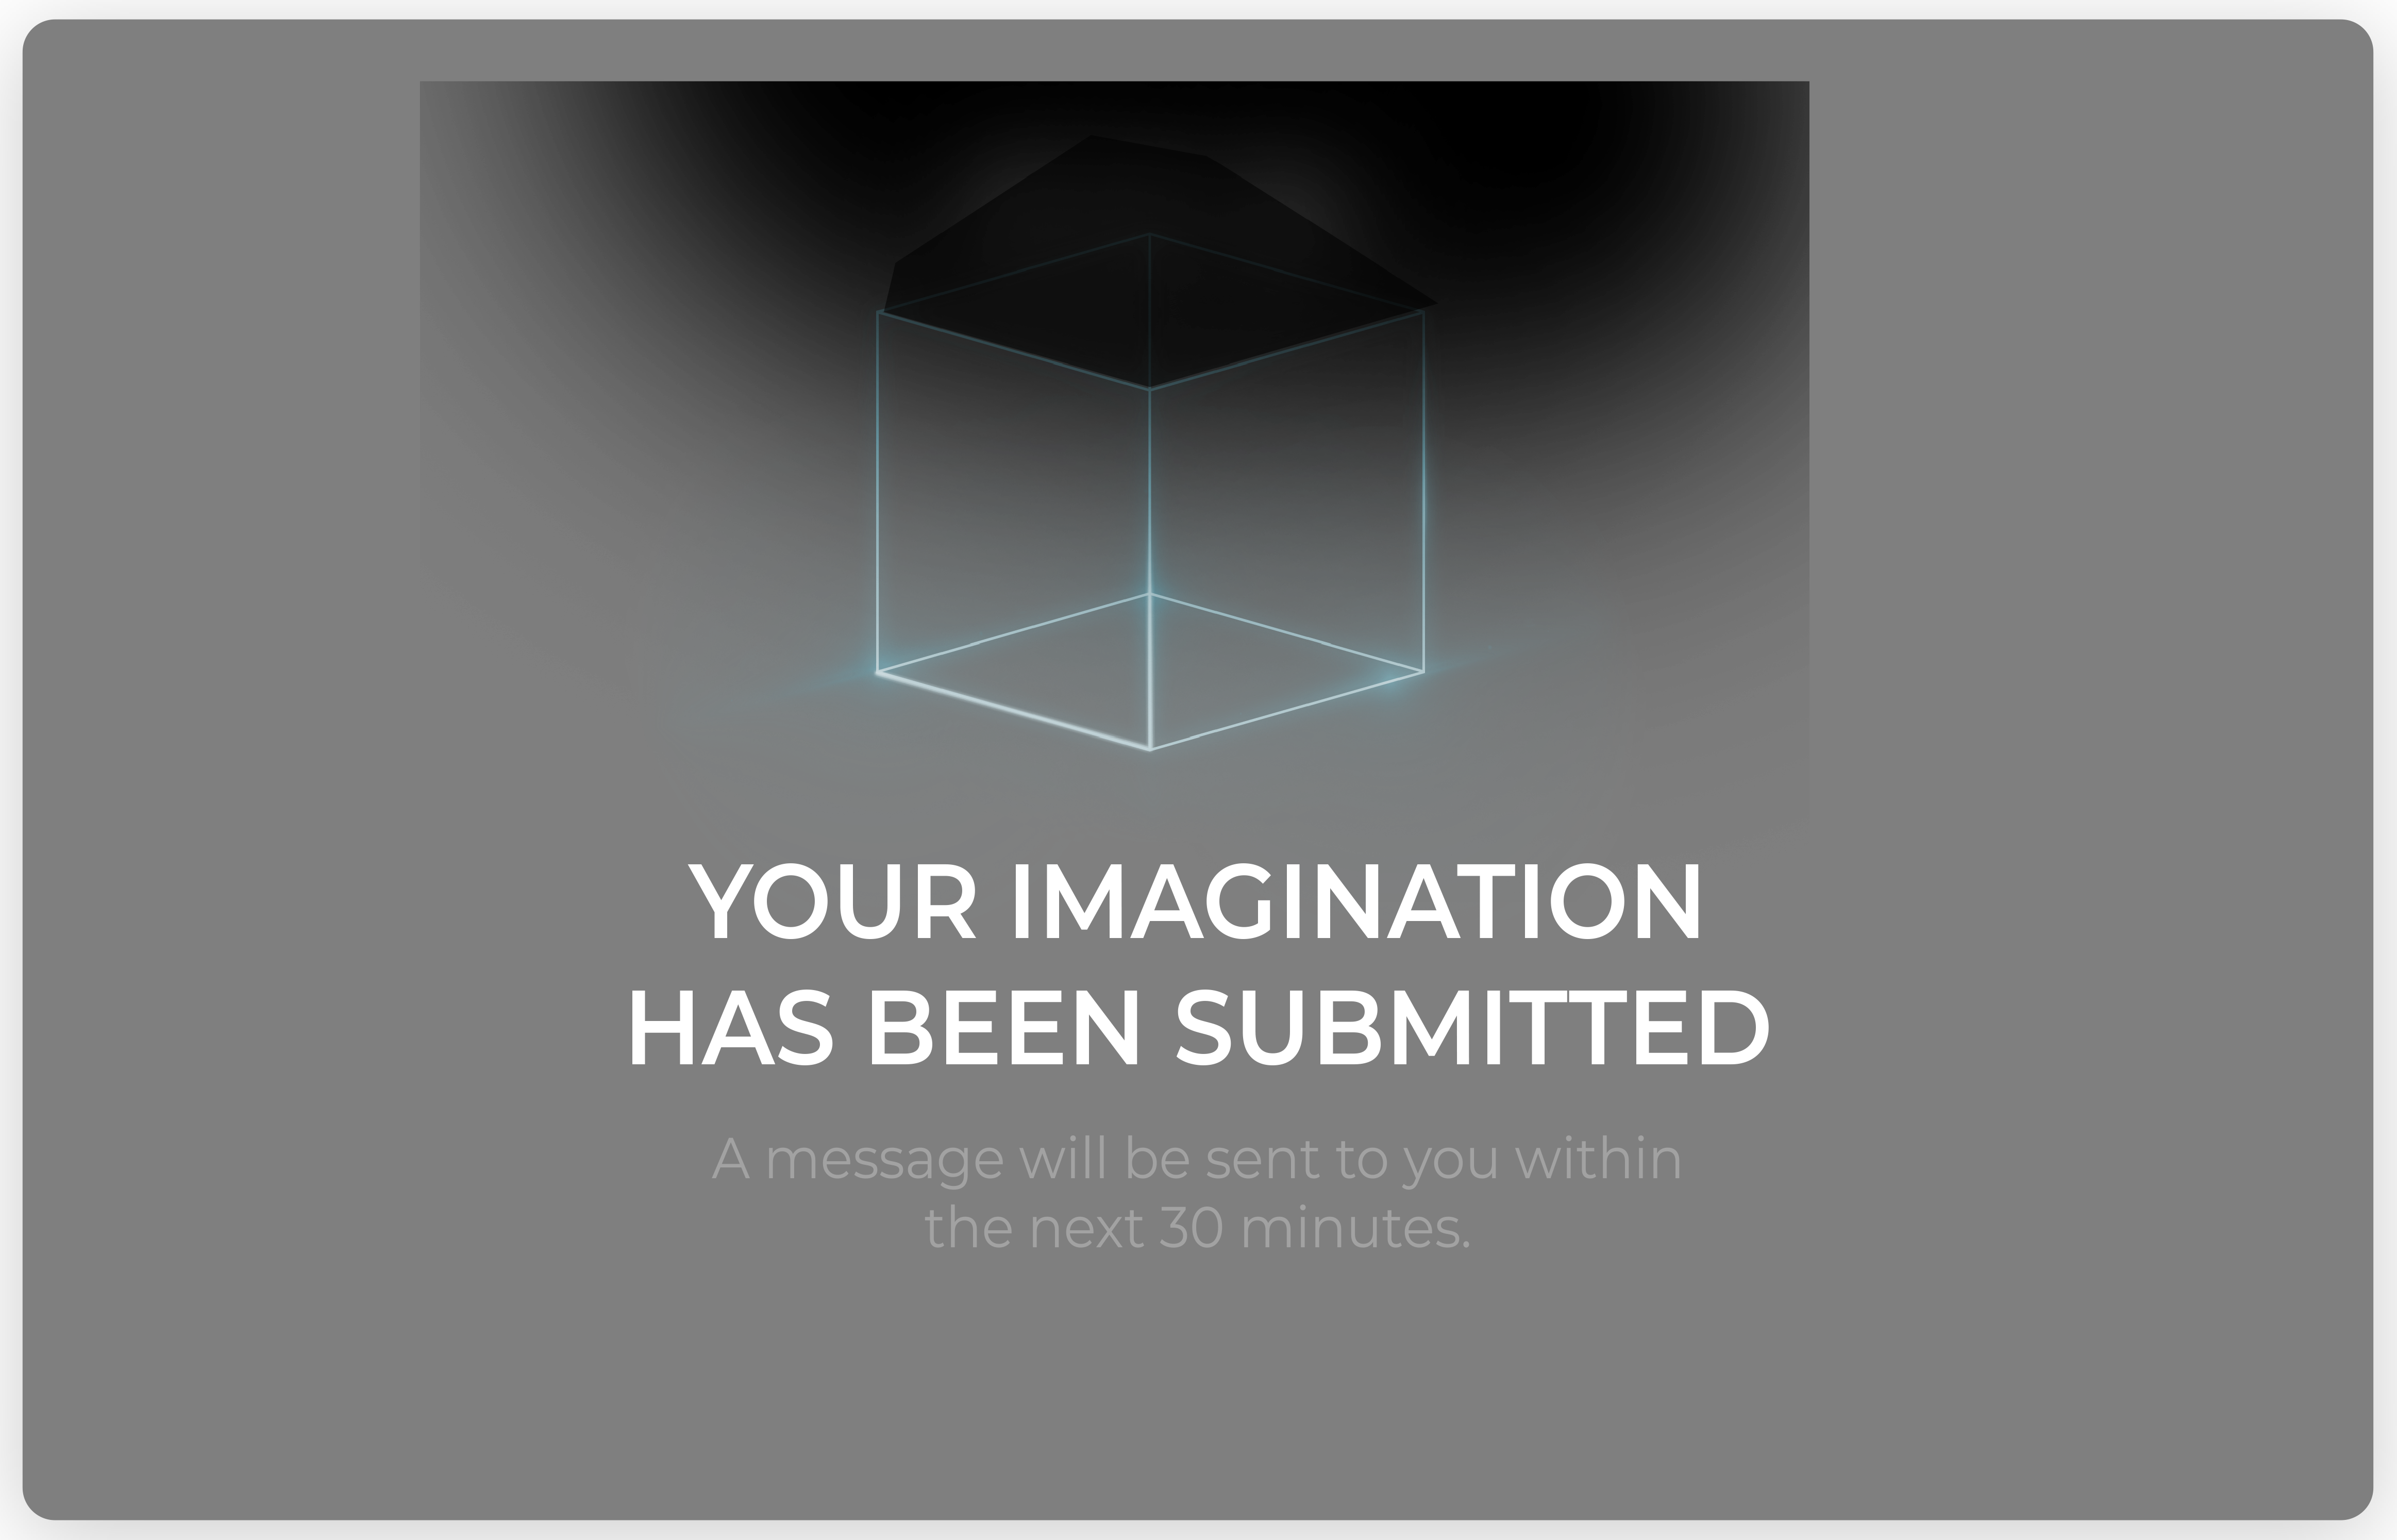 YOUR IMAGINATION
HAS BEEN SUBMITTED
A message will be sent to you within
the next 30 minutes.